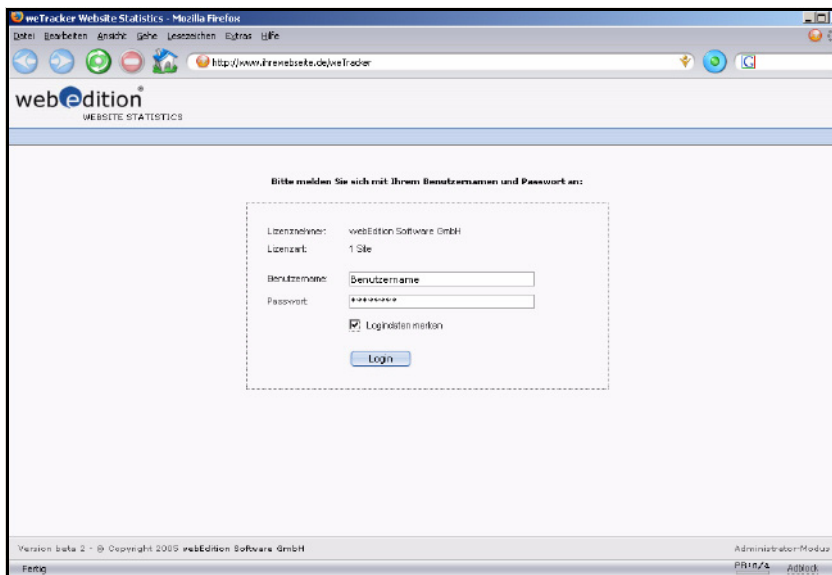 weTracker Website Statistics - Mozilla Firefox
Datei Bearbeiten Ansicht Gehe Lesezeichen Extras Hilfe
http://www.ihrewebseite.de/weTracker G
webEdition®
WEBSITE STATISTICS
Bitte melden Sie sich mit Ihrem Benutzernamen und Passwort an:
Lizenznehmer: webEdition Software GmbH
Lizenzart: 1 Site
Benutzername: Benutzername
Passwort: ********
Logindaten merken
Login
Version beta 2 - © Copyright 2005 webEdition Software GmbH Administrator-Modus
Fertig PR:n/a Adblock